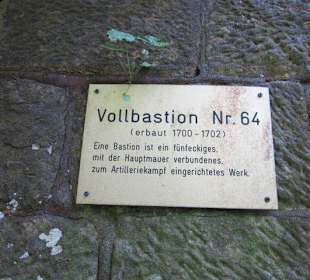 Vollbastion Nr. 64
(erbaut 1700-1702)
Eine Bastion ist ein fünfeckiges,
mit der Hauptmauer verbundenes,
zum Artilleriekampf eingerichtetes Werk.